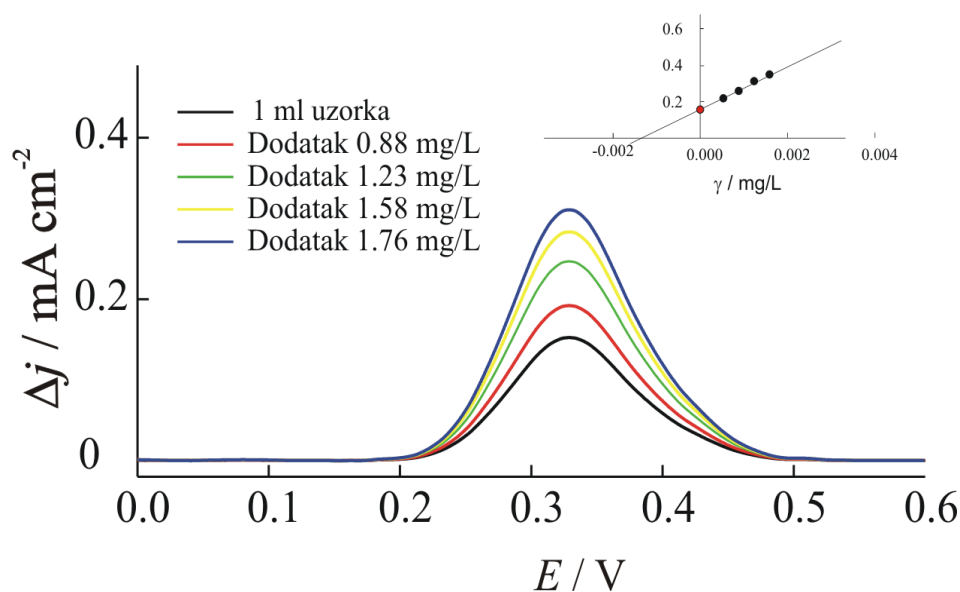 0.6
0.4
0.2
-0.002 0.000 0.002 0.004
γ / mg/L
1 ml uzorka
Dodatak 0.88 mg/L
Dodatak 1.23 mg/L
Dodatak 1.58 mg/L
Dodatak 1.76 mg/L
Δj / mA cm⁻²
0.4
0.2
0
0.0 0.1 0.2 0.3 0.4 0.5 0.6
E / V